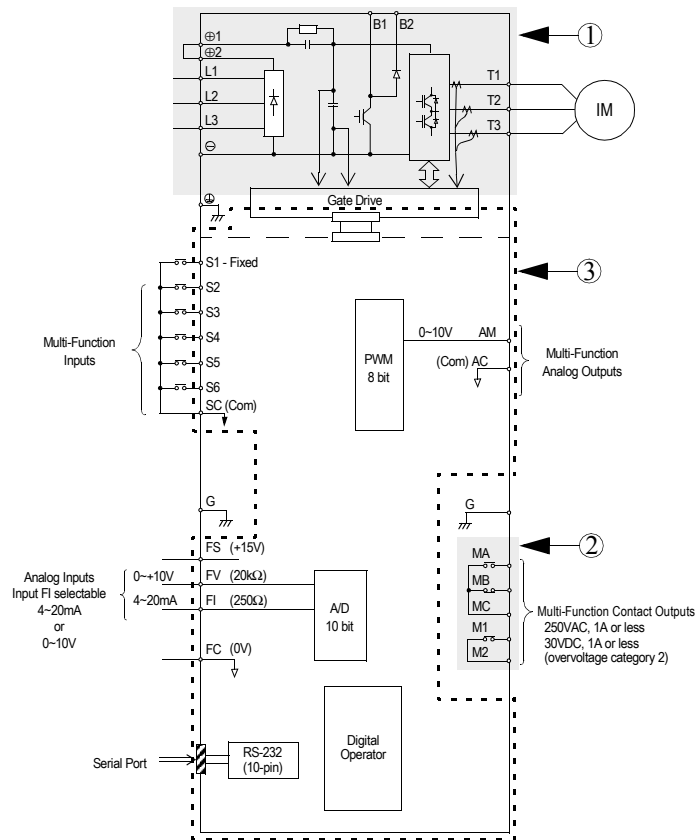 B1 B2
⊕1
⊕2
L1
L2
L3
⊖
①
T1
T2
T3
IM
Gate Drive
③
S1 - Fixed
S2
S3
S4
S5
S6
SC (Com)
Multi-Function
Inputs
PWM
8 bit
0~10V AM
(Com) AC
Multi-Function
Analog Outputs
G
G
②
FS (+15V)
0~+10V FV (20kΩ)
4~20mA FI (250Ω)
FC (0V)
Analog Inputs
Input FI selectable
4~20mA
or
0~10V
A/D
10 bit
MA
MB
MC
M1
M2
Multi-Function Contact Outputs
250VAC, 1A or less
30VDC, 1A or less
(overvoltage category 2)
Serial Port
RS-232
(10-pin)
Digital
Operator